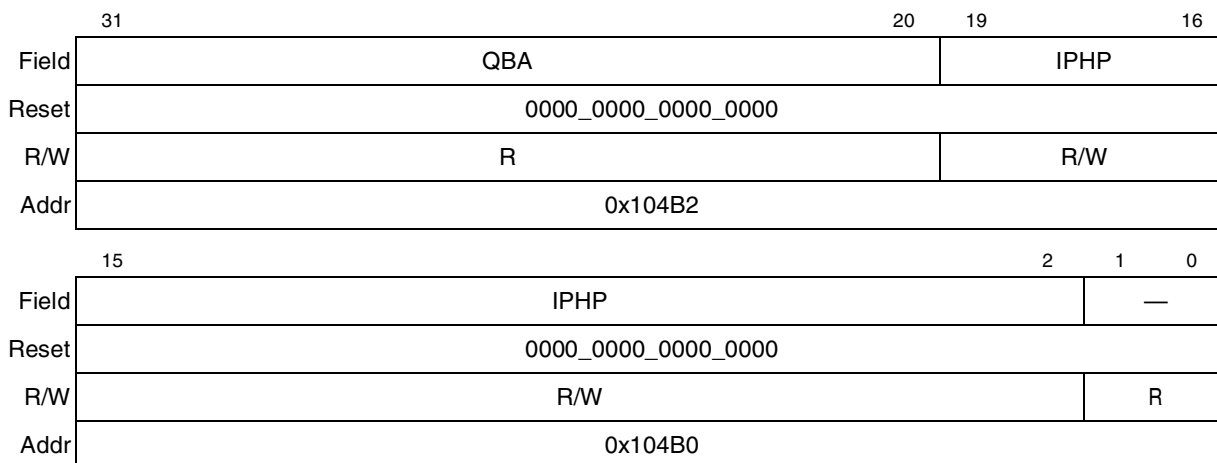 31 20 19 16
Field QBA IPHP
Reset 0000_0000_0000_0000
R/W R R/W
Addr 0x104B2
15 2 1 0
Field IPHP —
Reset 0000_0000_0000_0000
R/W R/W R
Addr 0x104B0